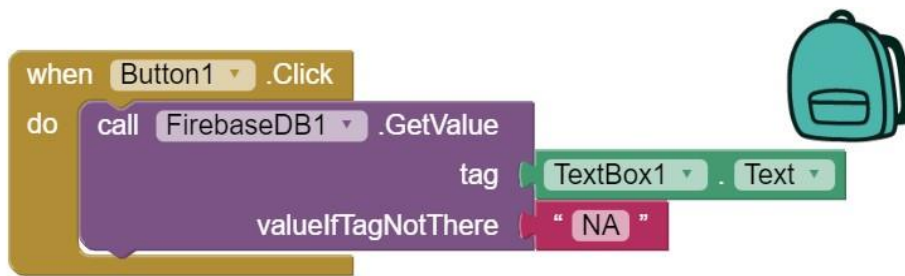 when Button1 .Click
do call FirebaseDB1 .GetValue
tag TextBox1 . Text
valueIfTagNotThere “ NA ”